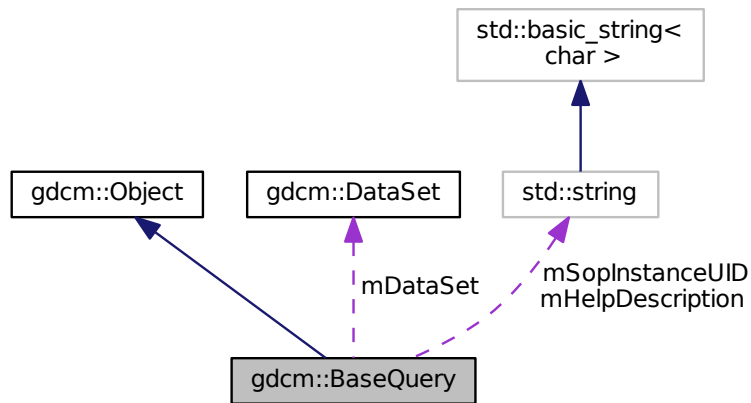 std::basic_string<
char >
gdcm::Object
gdcm::DataSet
std::string
mDataSet
mSopInstanceUID
mHelpDescription
gdcm::BaseQuery